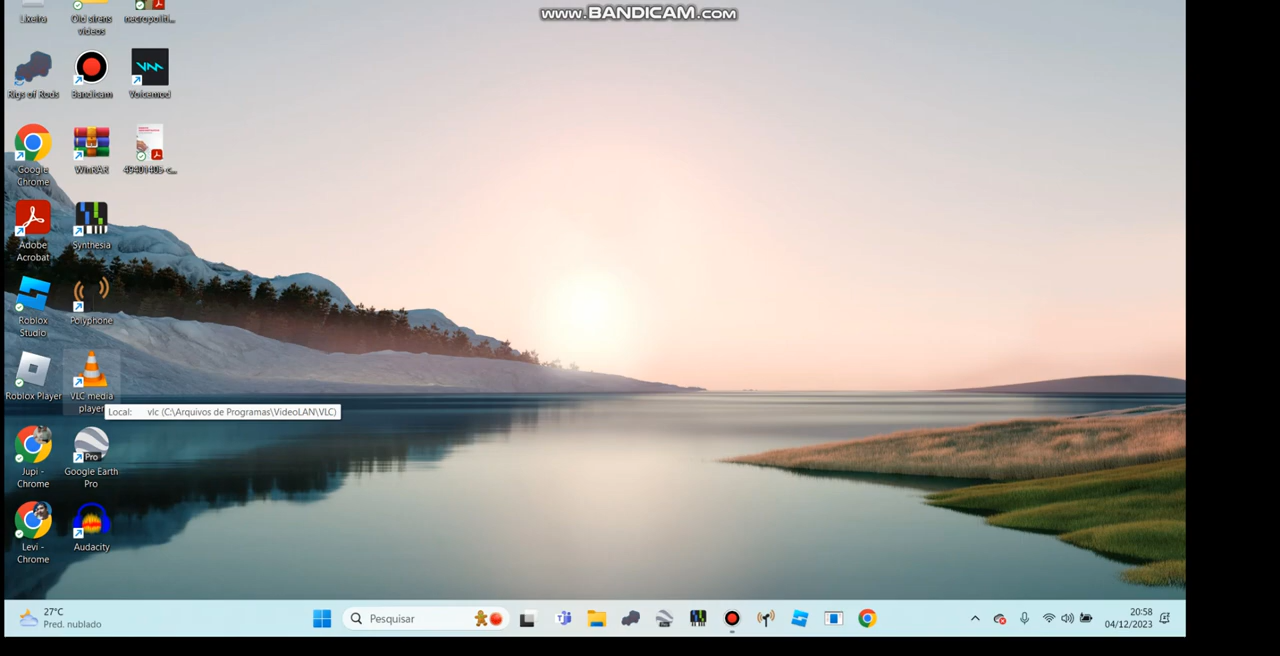 www.BANDICAM.com
Lixeira
Old sirens
videos
necropoliti...
Rigs of Rods
Bandicam
Voicemod
Google
Chrome
WinRAR
4940140b-c...
Adobe
Acrobat
Synthesia
Roblox
Studio
Polyphone
Roblox Player
VLC media
player
Local: vlc (C:\Arquivos de Programas\VideoLAN\VLC)
Jupi -
Chrome
Pro
Google Earth
Pro
Levi -
Chrome
Audacity
27°C
Pred. nublado
Pesquisar
20:58
04/12/2023